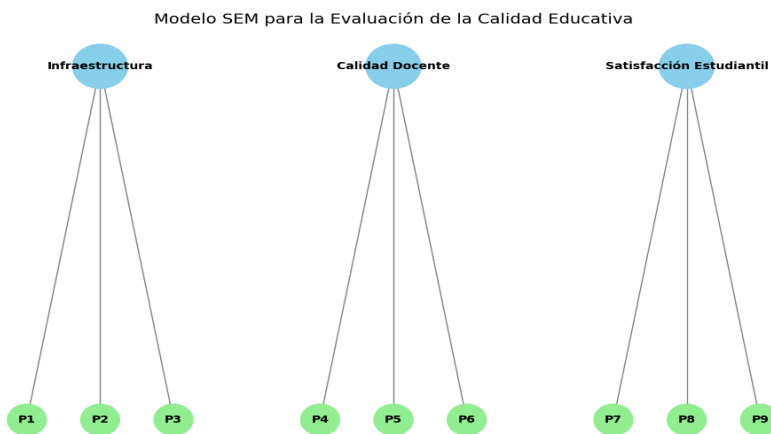 Modelo SEM para la Evaluación de la Calidad Educativa
Infraestructura
Calidad Docente
Satisfacción Estudiantil
P1
P2
P3
P4
P5
P6
P7
P8
P9